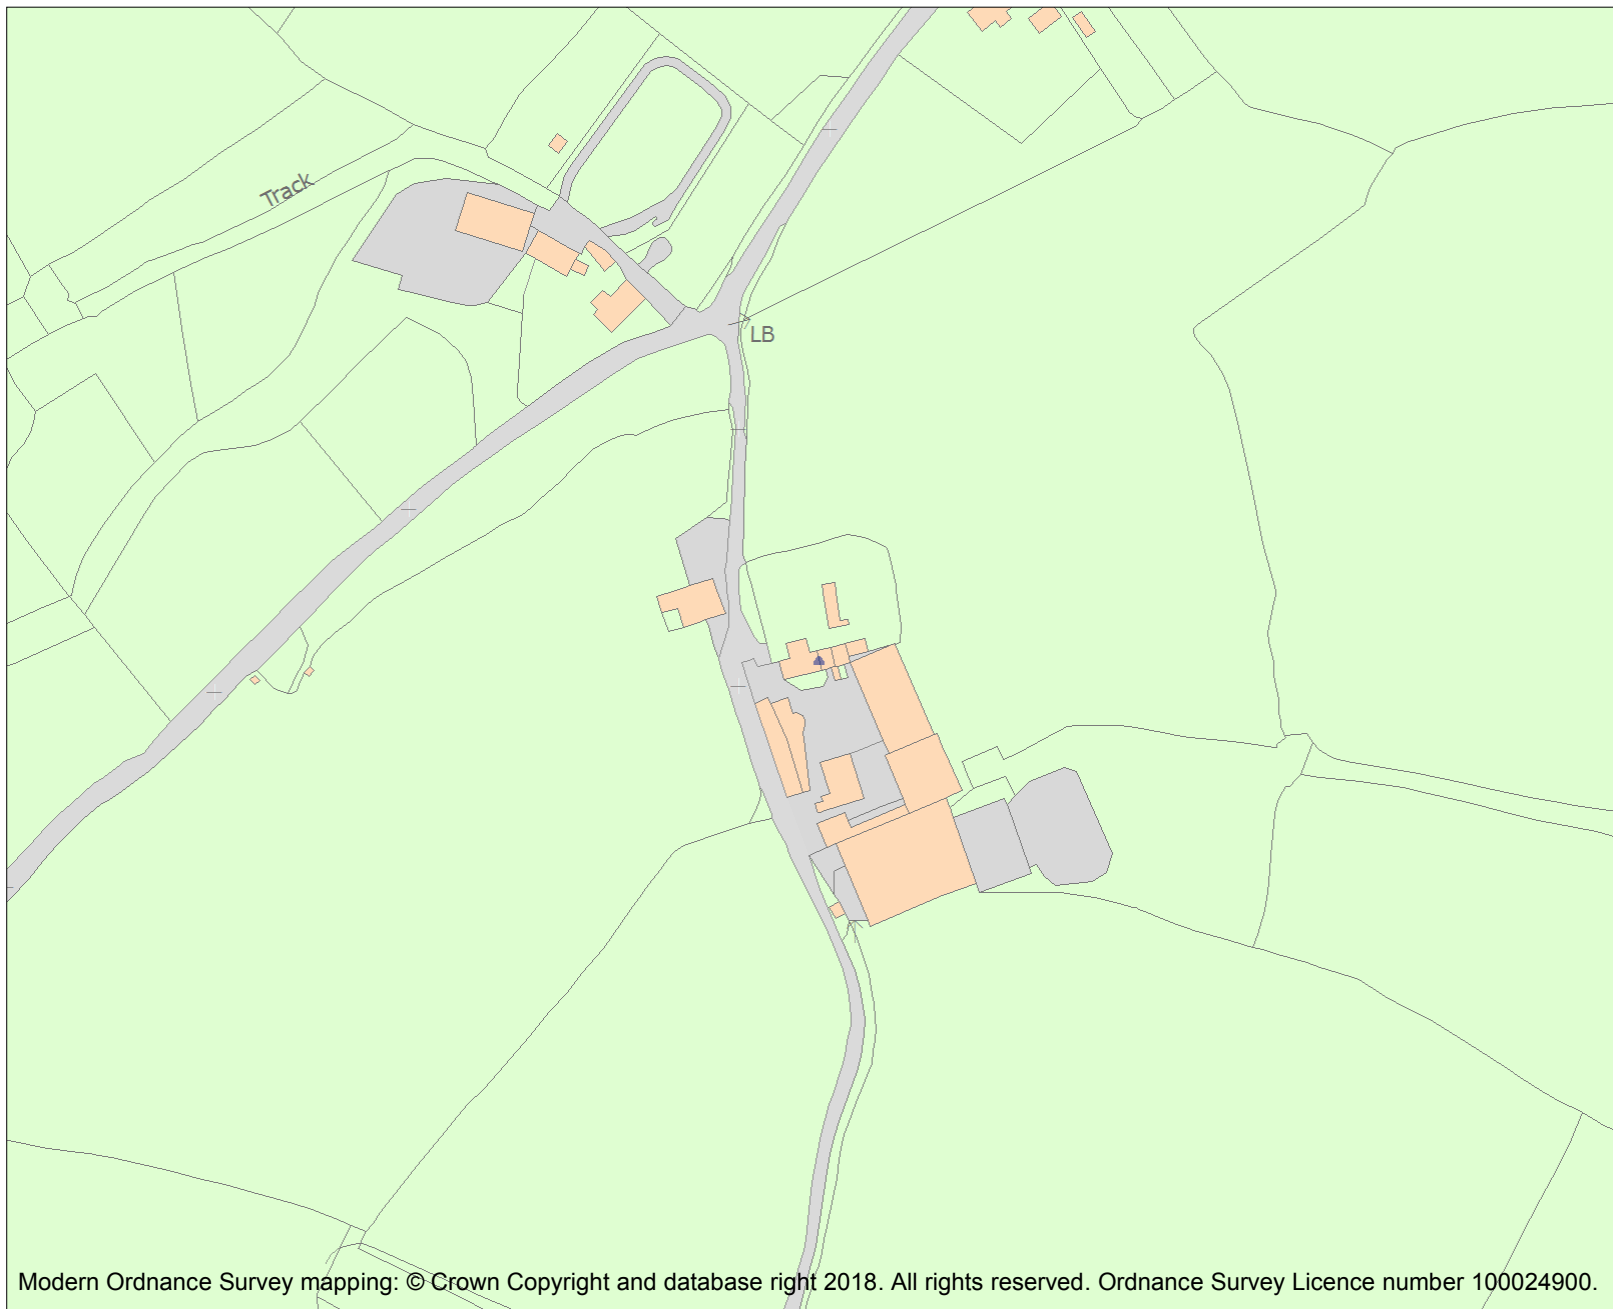 Track
LB
Modern Ordnance Survey mapping: © Crown Copyright and database right 2018. All rights reserved. Ordnance Survey Licence number 100024900.